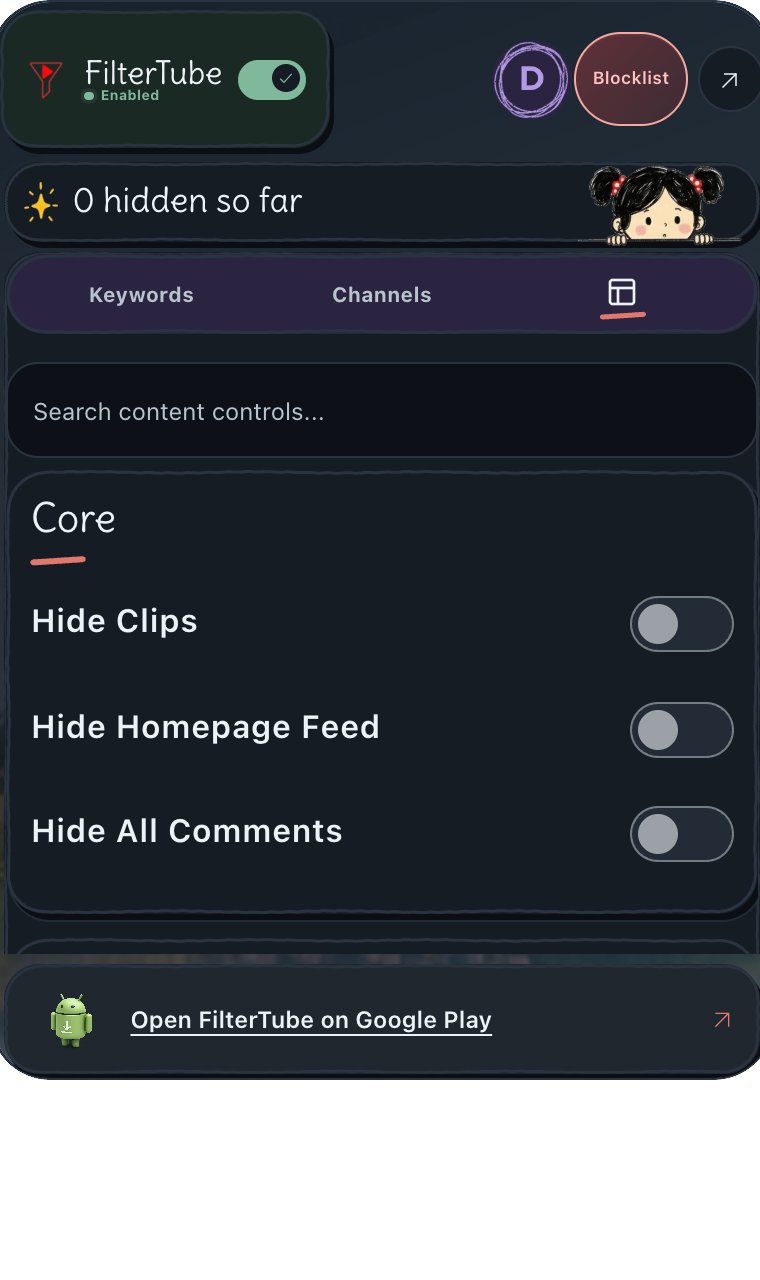 FilterTube
Enabled
D
Blocklist
0 hidden so far
Keywords
Channels
Search content controls...
Core
Hide Clips
Hide Homepage Feed
Hide All Comments
Open FilterTube on Google Play